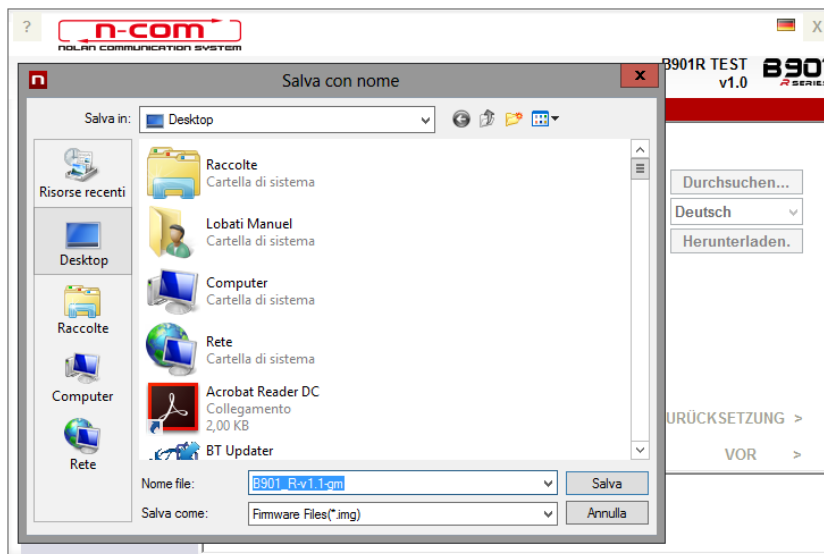 ?
n-com
X
NOLAN COMMUNICATION SYSTEM
B901R TEST
v1.0
B901
R SERIES
n
Salva con nome
x
Salva in:
Desktop
Risorse recenti
Desktop
Raccolte
Computer
Rete
Raccolte
Cartella di sistema
Lobati Manuel
Cartella di sistema
Computer
Cartella di sistema
Rete
Cartella di sistema
Acrobat Reader DC
Collegamento
2,00 KB
BT Updater
Nome file:
B901_R-v1.1-gm
Salva
Salva come:
Firmware Files(*.img)
Annulla
Durchsuchen...
Deutsch
Herunterladen.
URÜCKSETZUNG >
VOR >